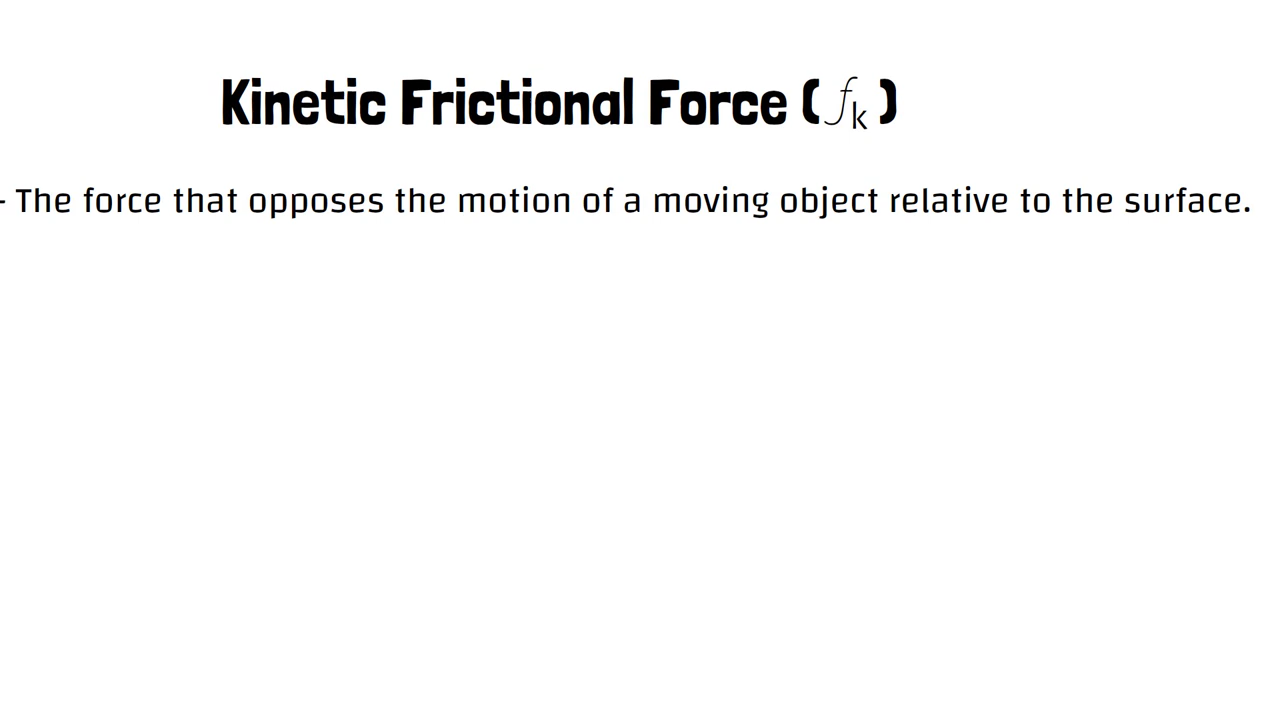 Kinetic Frictional Force (fk)
- The force that opposes the motion of a moving object relative to the surface.